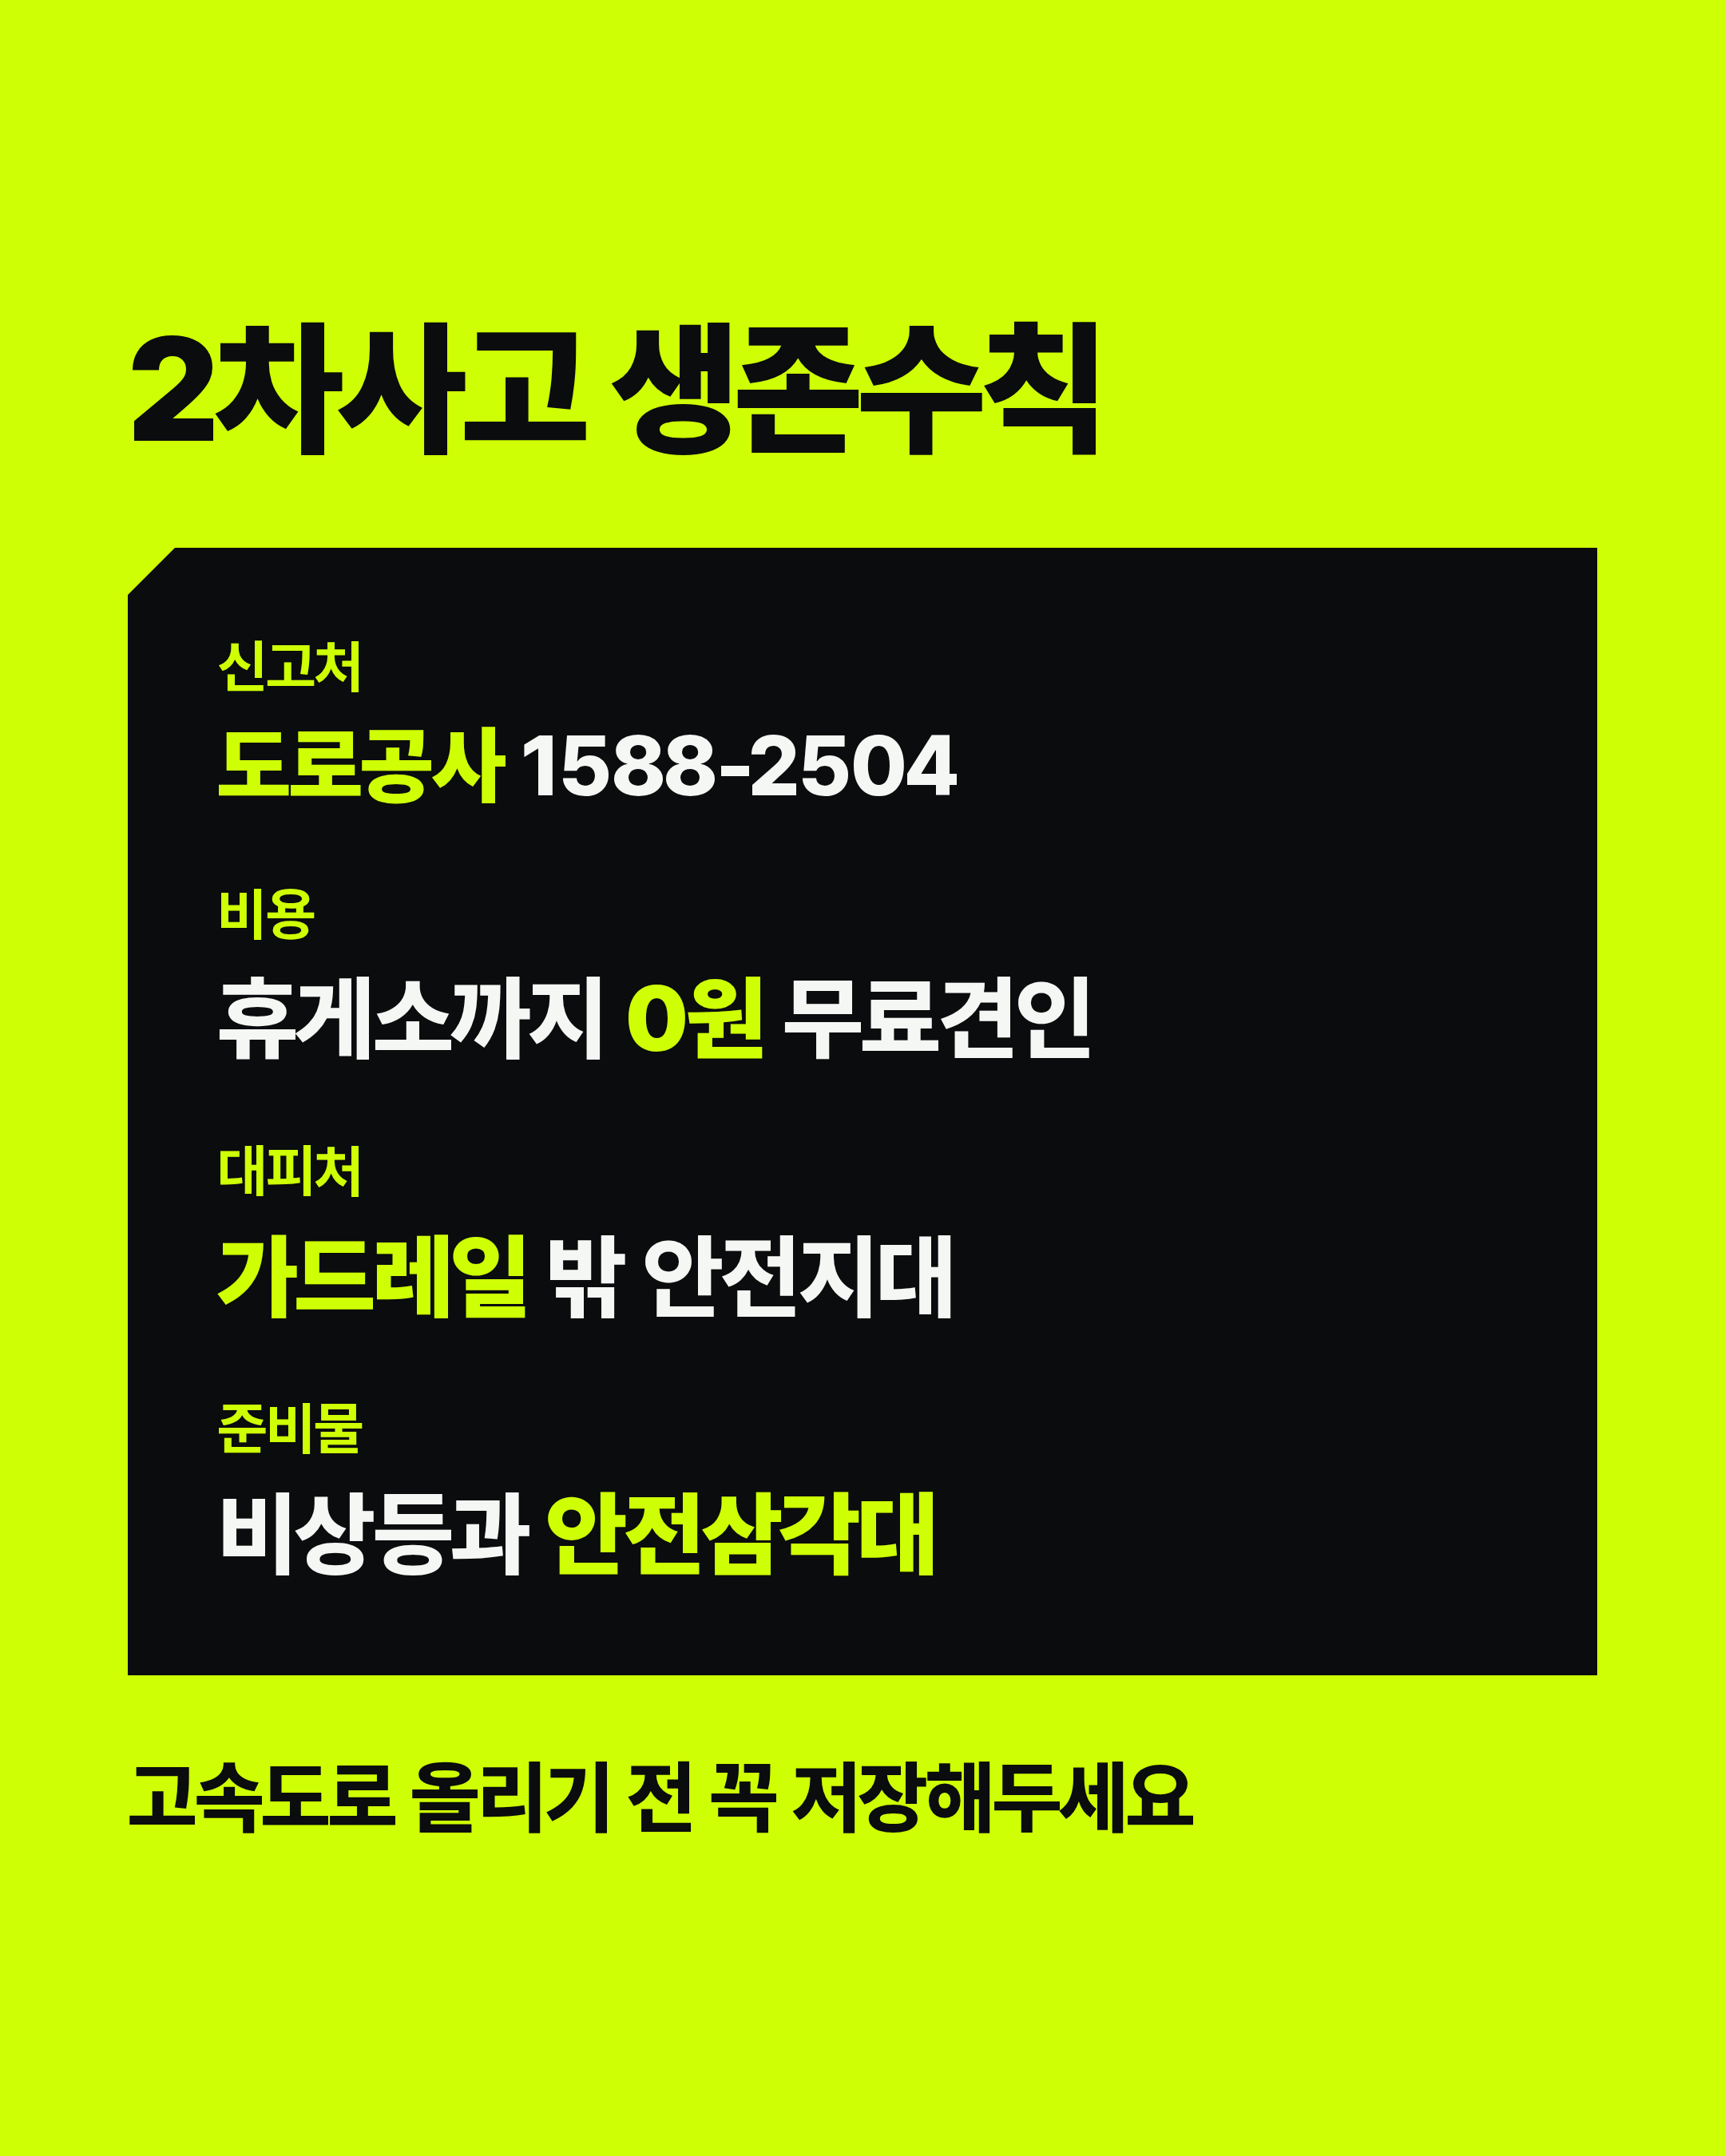 2차사고 생존수칙
신고처
도로공사 1588-2504
비용
휴게소까지 0원 무료견인
대피처
가드레일 밖 안전지대
준비물
비상등과 안전삼각대
고속도로 올리기 전 꼭 저장해두세요